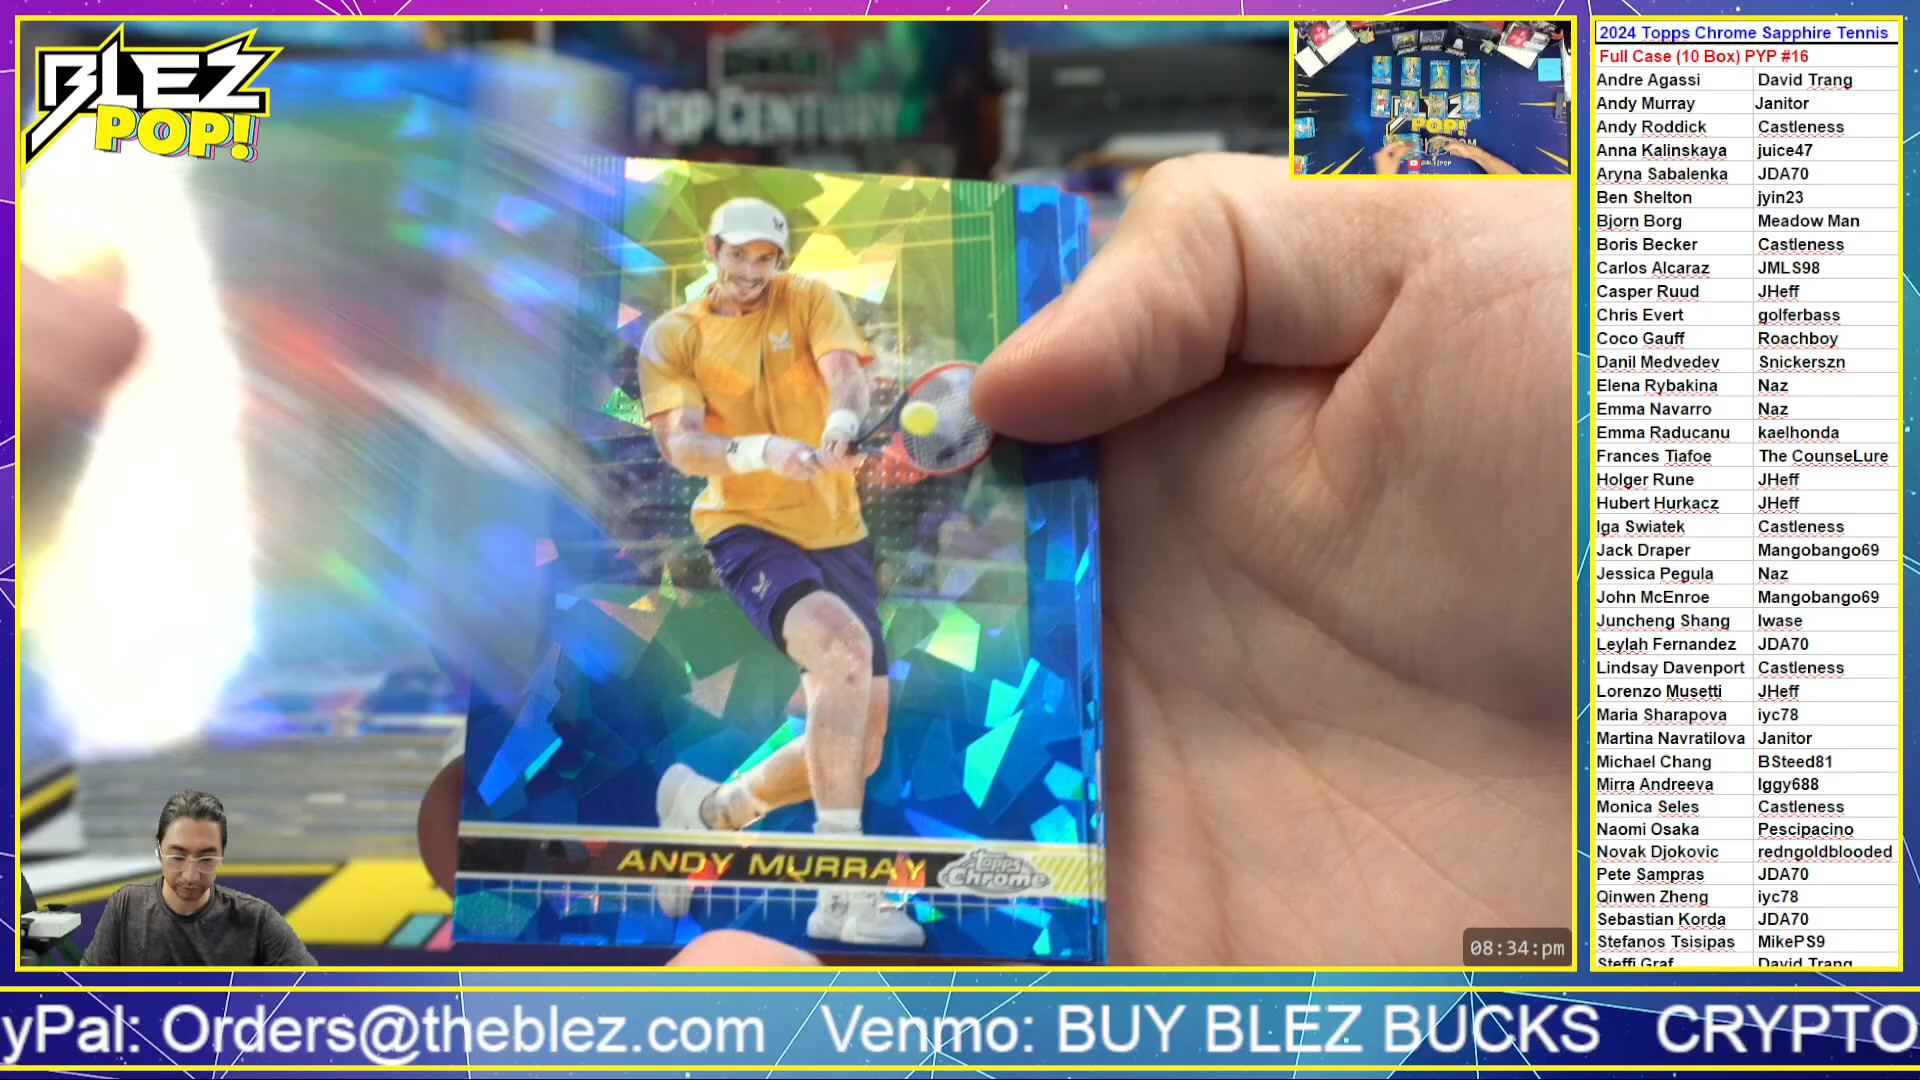 BLEZ
POP!
POP CENTURY
POP!
ANDY MURRAY
Topps
Chrome
08:34:pm
2024 Topps Chrome Sapphire Tennis
Full Case (10 Box) PYP #16
Andre Agassi David Trang
Andy Murray Janitor
Andy Roddick Castleness
Anna Kalinskaya juice47
Aryna Sabalenka JDA70
Ben Shelton jyin23
Bjorn Borg Meadow Man
Boris Becker Castleness
Carlos Alcaraz JMLS98
Casper Ruud JHeff
Chris Evert golferbass
Coco Gauff Roachboy
Danil Medvedev Snickerszn
Elena Rybakina Naz
Emma Navarro Naz
Emma Raducanu kaelhonda
Frances Tiafoe The CounseLure
Holger Rune JHeff
Hubert Hurkacz JHeff
Iga Swiatek Castleness
Jack Draper Mangobango69
Jessica Pegula Naz
John McEnroe Mangobango69
Juncheng Shang Iwase
Leylah Fernandez JDA70
Lindsay Davenport Castleness
Lorenzo Musetti JHeff
Maria Sharapova iyc78
Martina Navratilova Janitor
Michael Chang BSteed81
Mirra Andreeva Iggy688
Monica Seles Castleness
Naomi Osaka Pescipacino
Novak Djokovic redngoldblooded
Pete Sampras JDA70
Qinwen Zheng iyc78
Sebastian Korda JDA70
Stefanos Tsisipas MikePS9
Steffi Graf David Trang
yPal: Orders@theblez.com Venmo: BUY BLEZ BUCKS CRYPTO